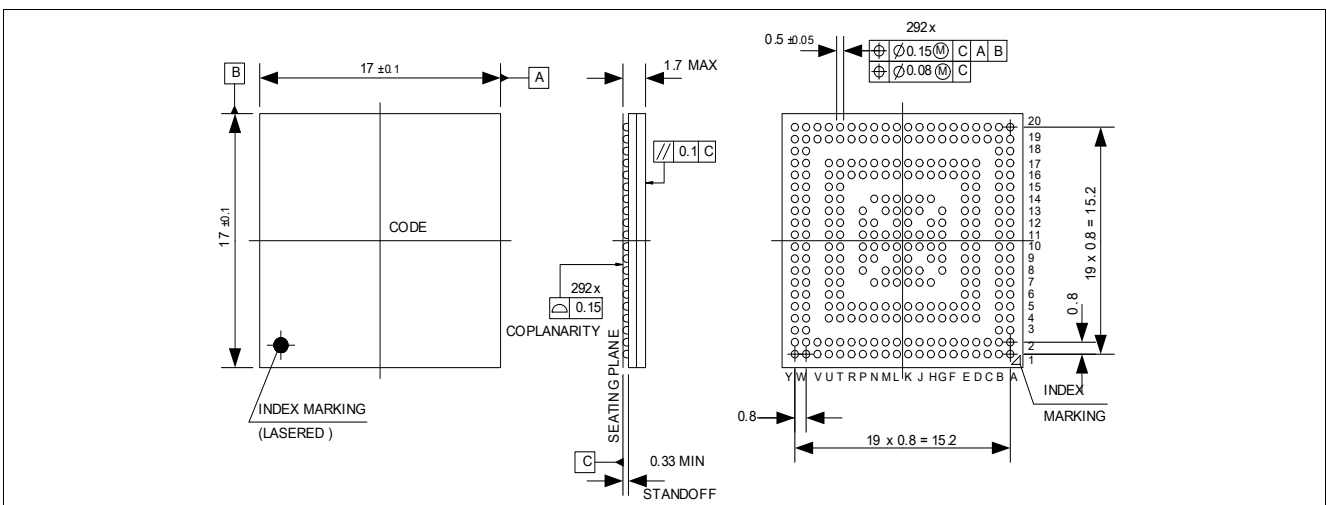 B
17 ±0.1
A
17 ±0.1
CODE
INDEX MARKING
(LASERED )
1.7 MAX
// 0.1 C
292x
⌓ 0.15
COPLANARITY
SEATING PLANE
C
0.33 MIN
STANDOFF
0.5 ±0.05
292x
⌖ ∅0.15 Ⓜ C A B
⌖ ∅0.08 Ⓜ C
20
19
18
17
16
15
14
13
12
11
10
9
8
7
6
5
4
3
2
1
19 x 0.8 = 15.2
0.8
Y W V U T R P N M L K J H G F E D C B A
INDEX
MARKING
0.8
19 x 0.8 = 15.2